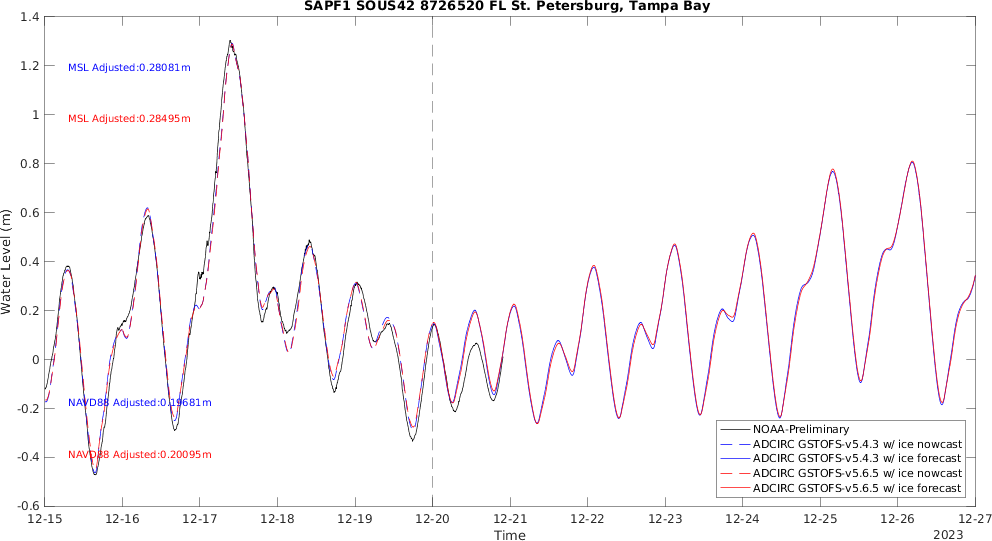 SAPF1 SOUS42 8726520 FL St. Petersburg, Tampa Bay
1.4
1.2
1
0.8
0.6
0.4
0.2
0
-0.2
-0.4
-0.6
Water Level (m)
MSL Adjusted:0.28081m
MSL Adjusted:0.28495m
NAVD88 Adjusted:0.19681m
NAVD88 Adjusted:0.20095m
NOAA-Preliminary
ADCIRC GSTOFS-v5.4.3 w/ ice nowcast
ADCIRC GSTOFS-v5.4.3 w/ ice forecast
ADCIRC GSTOFS-v5.6.5 w/ ice nowcast
ADCIRC GSTOFS-v5.6.5 w/ ice forecast
12-15 12-16 12-17 12-18 12-19 12-20 12-21 12-22 12-23 12-24 12-25 12-26 12-27
Time
2023